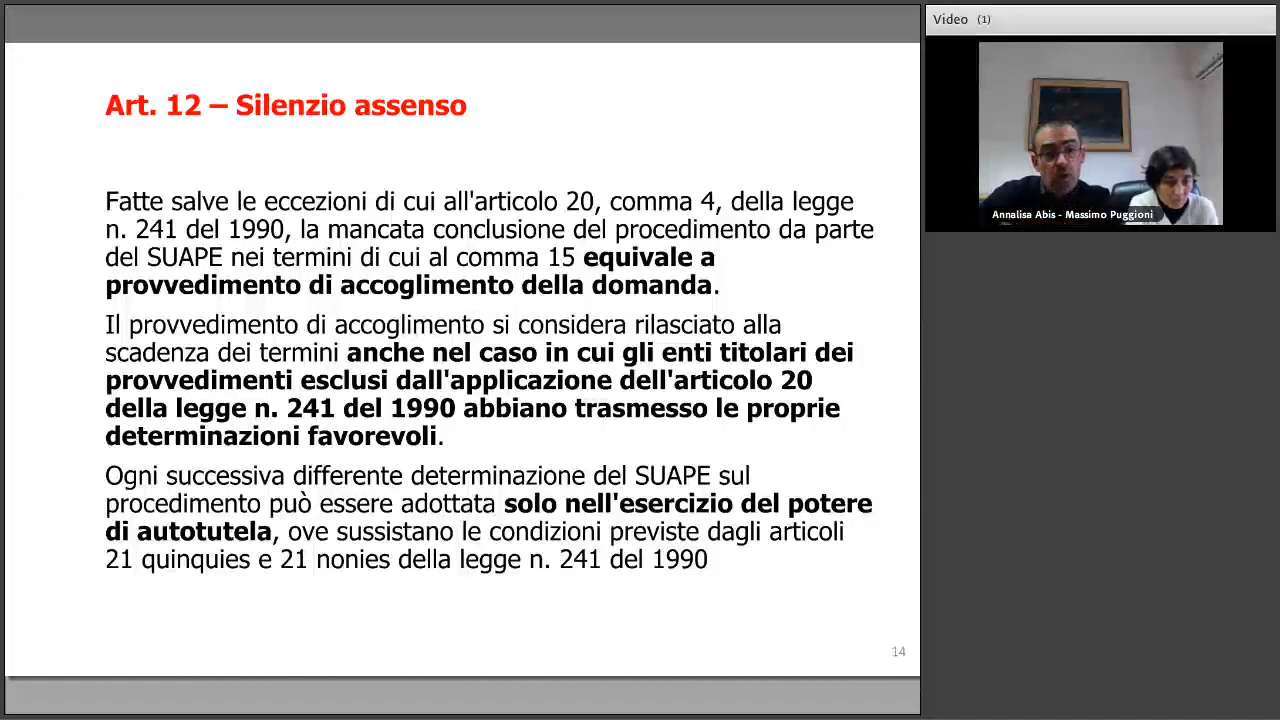 Art. 12 – Silenzio assenso
Fatte salve le eccezioni di cui all'articolo 20, comma 4, della legge
n. 241 del 1990, la mancata conclusione del procedimento da parte
del SUAPE nei termini di cui al comma 15 equivale a
provvedimento di accoglimento della domanda.
Il provvedimento di accoglimento si considera rilasciato alla
scadenza dei termini anche nel caso in cui gli enti titolari dei
provvedimenti esclusi dall'applicazione dell'articolo 20
della legge n. 241 del 1990 abbiano trasmesso le proprie
determinazioni favorevoli.
Ogni successiva differente determinazione del SUAPE sul
procedimento può essere adottata solo nell'esercizio del potere
di autotutela, ove sussistano le condizioni previste dagli articoli
21 quinquies e 21 nonies della legge n. 241 del 1990
14
Video (1)
Annalisa Abis - Massimo Puggioni